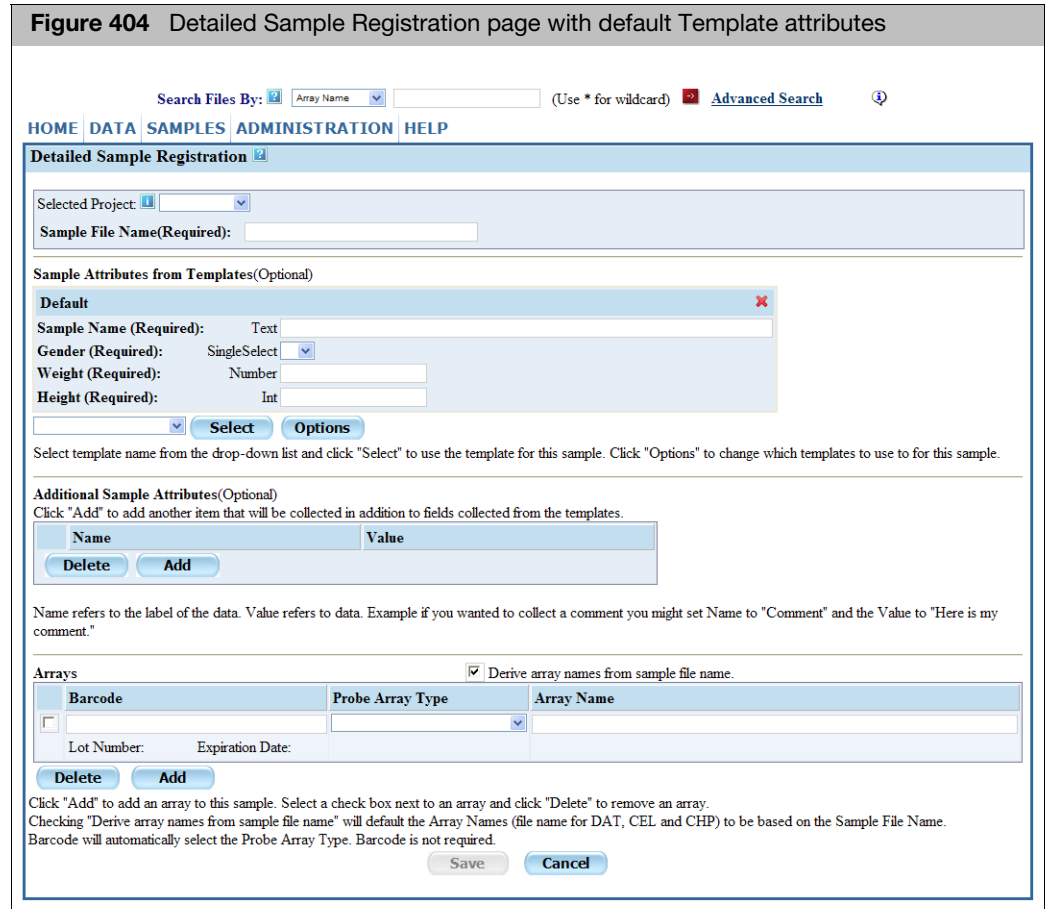 Figure 404 Detailed Sample Registration page with default Template attributes
Search Files By: ? Array Name (Use * for wildcard) Advanced Search
HOME DATA SAMPLES ADMINISTRATION HELP
Detailed Sample Registration ?
Selected Project: i
Sample File Name(Required):
Sample Attributes from Templates(Optional)
Default
Sample Name (Required): Text
Gender (Required): SingleSelect
Weight (Required): Number
Height (Required): Int
Select Options
Select template name from the drop-down list and click "Select" to use the template for this sample. Click "Options" to change which templates to use to for this sample.
Additional Sample Attributes(Optional)
Click "Add" to add another item that will be collected in addition to fields collected from the templates.
Name Value
Delete Add
Name refers to the label of the data. Value refers to data. Example if you wanted to collect a comment you might set Name to "Comment" and the Value to "Here is my
comment."
Arrays Derive array names from sample file name.
Barcode Probe Array Type Array Name
Lot Number: Expiration Date:
Delete Add
Click "Add" to add an array to this sample. Select a check box next to an array and click "Delete" to remove an array.
Checking "Derive array names from sample file name" will default the Array Names (file name for DAT, CEL and CHP) to be based on the Sample File Name.
Barcode will automatically select the Probe Array Type. Barcode is not required.
Save Cancel